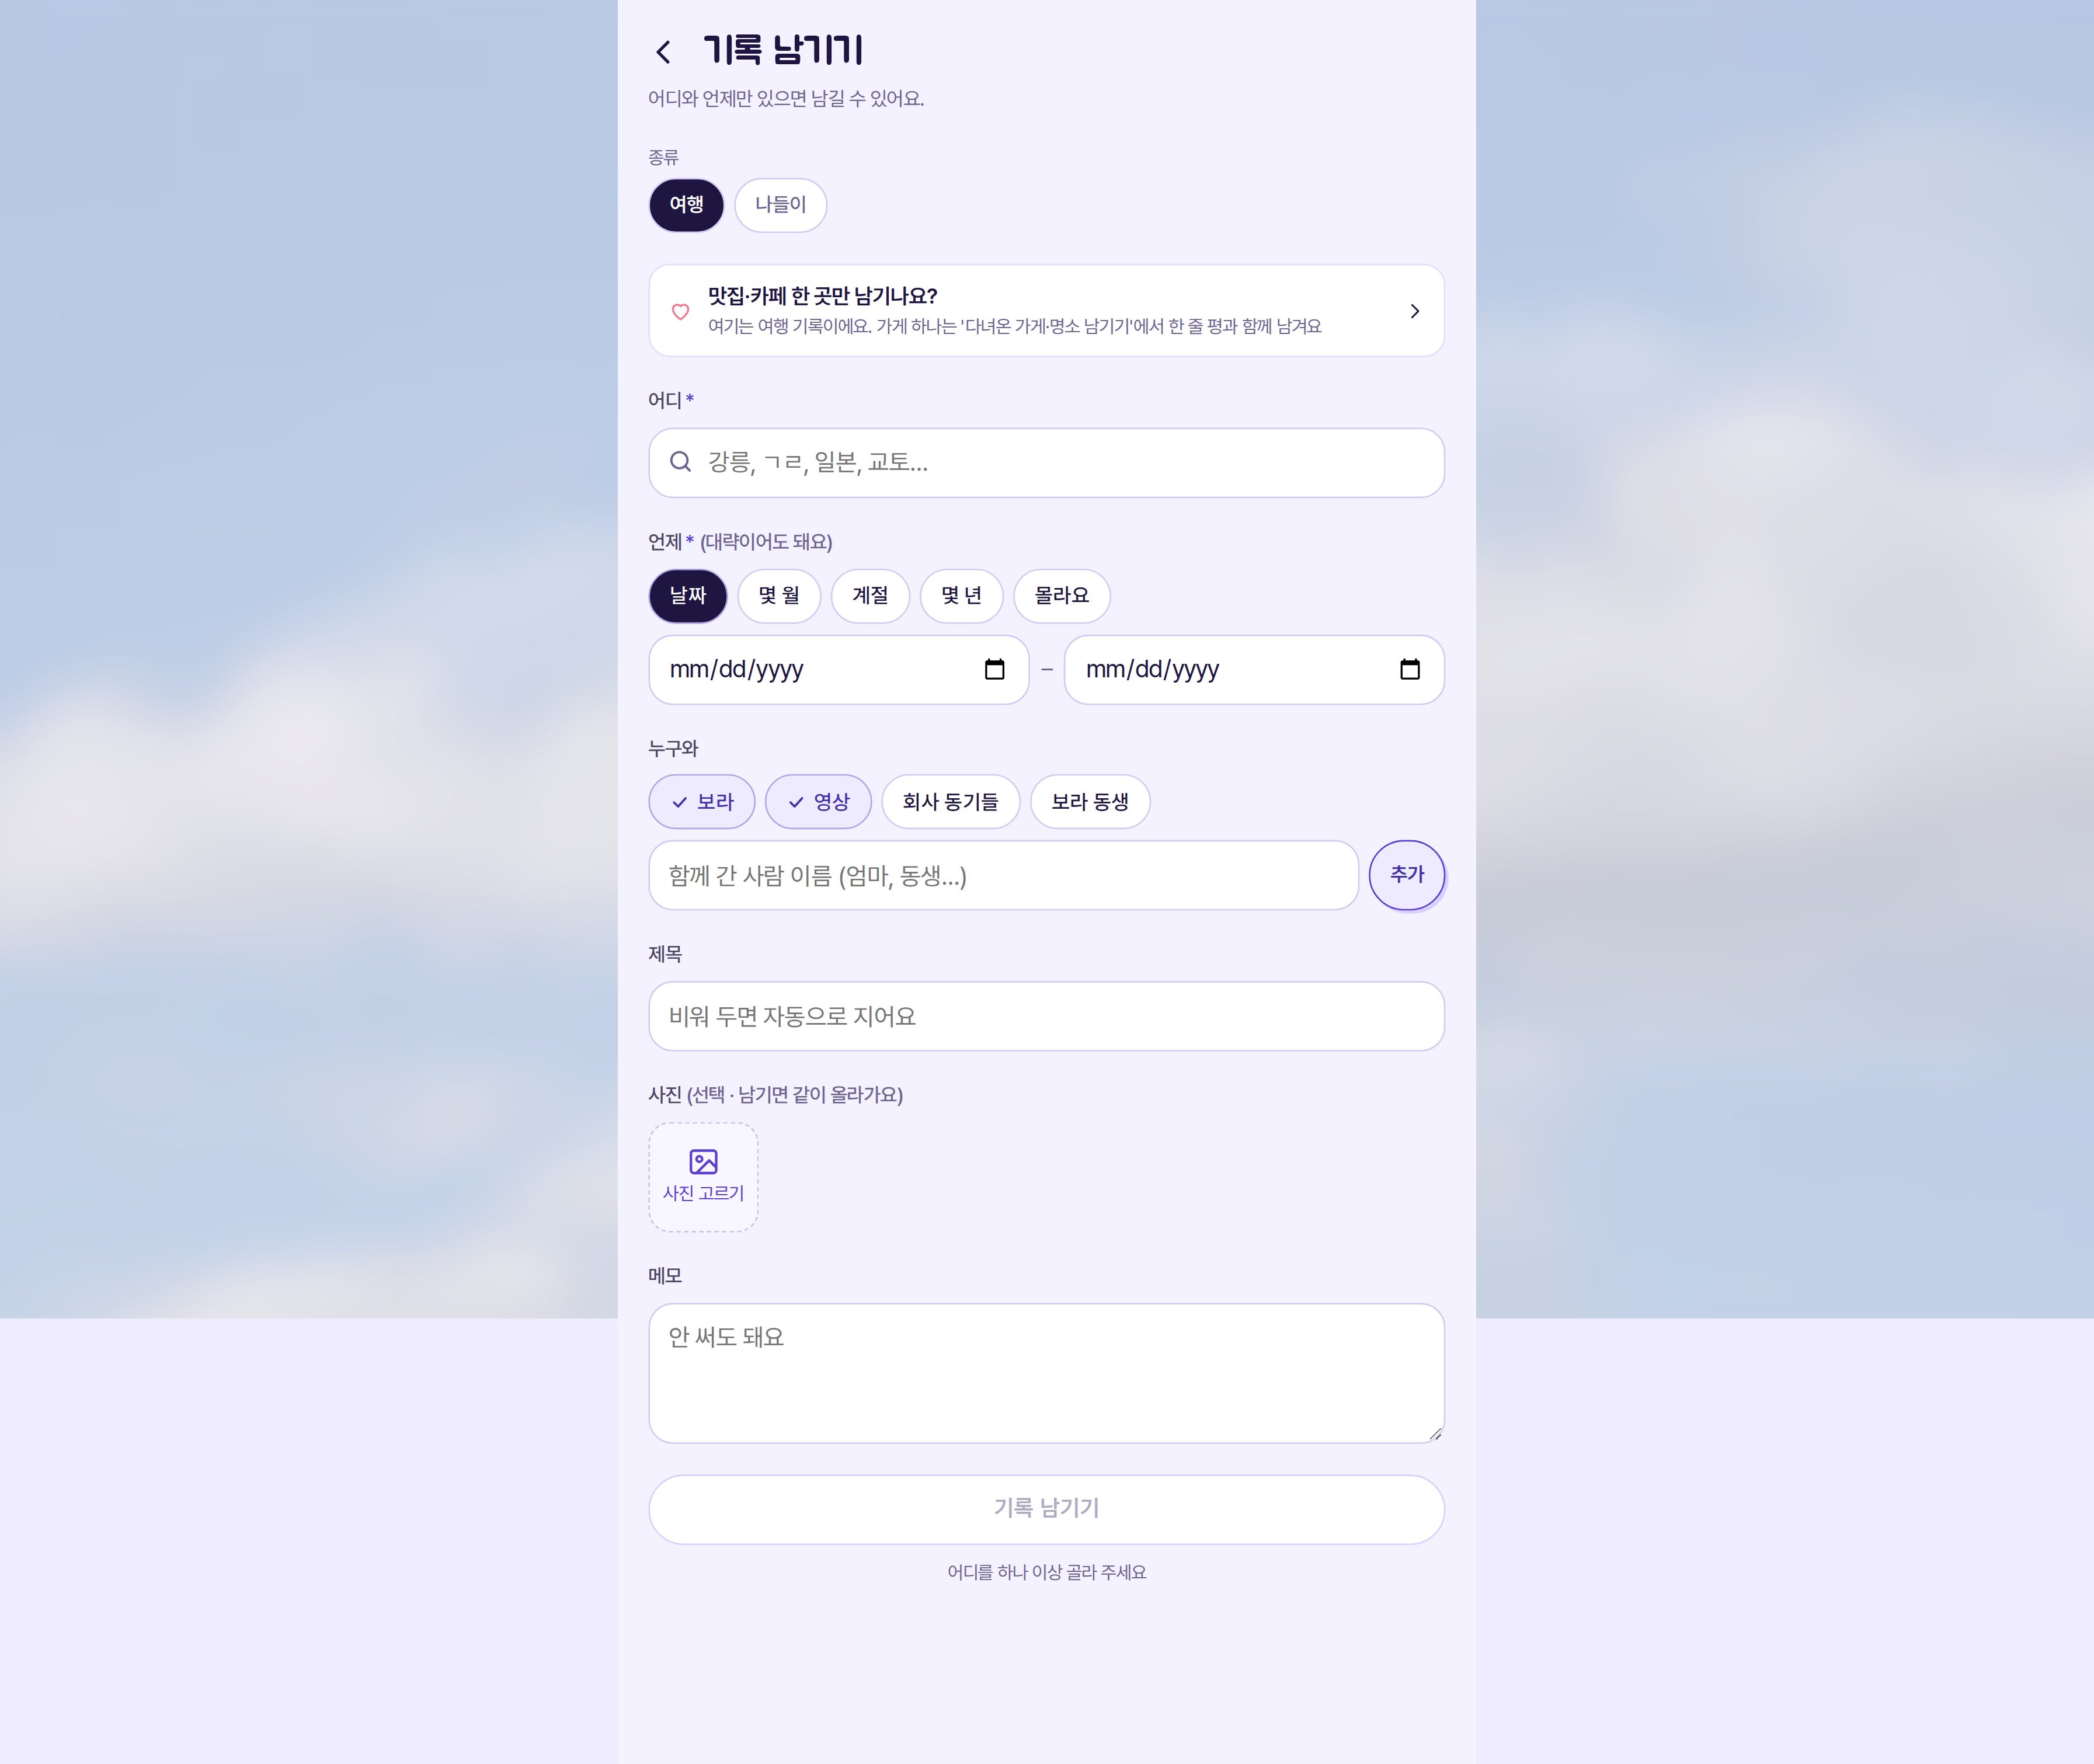 기록 남기기
어디와 언제만 있으면 남길 수 있어요.
종류
여행 나들이
맛집·카페 한 곳만 남기나요?
여기는 여행 기록이에요. 가게 하나는 '다녀온 가게·명소 남기기'에서 한 줄 평과 함께 남겨요
어디 *
강릉, ㄱㄹ, 일본, 교토...
언제 * (대략이어도 돼요)
날짜 몇 월 계절 몇 년 몰라요
mm/dd/yyyy – mm/dd/yyyy
누구와
보라 영상 회사 동기들 보라 동생
함께 간 사람 이름 (엄마, 동생...) 추가
제목
비워 두면 자동으로 지어요
사진 (선택 · 남기면 같이 올라가요)
사진 고르기
메모
안 써도 돼요
기록 남기기
어디를 하나 이상 골라 주세요